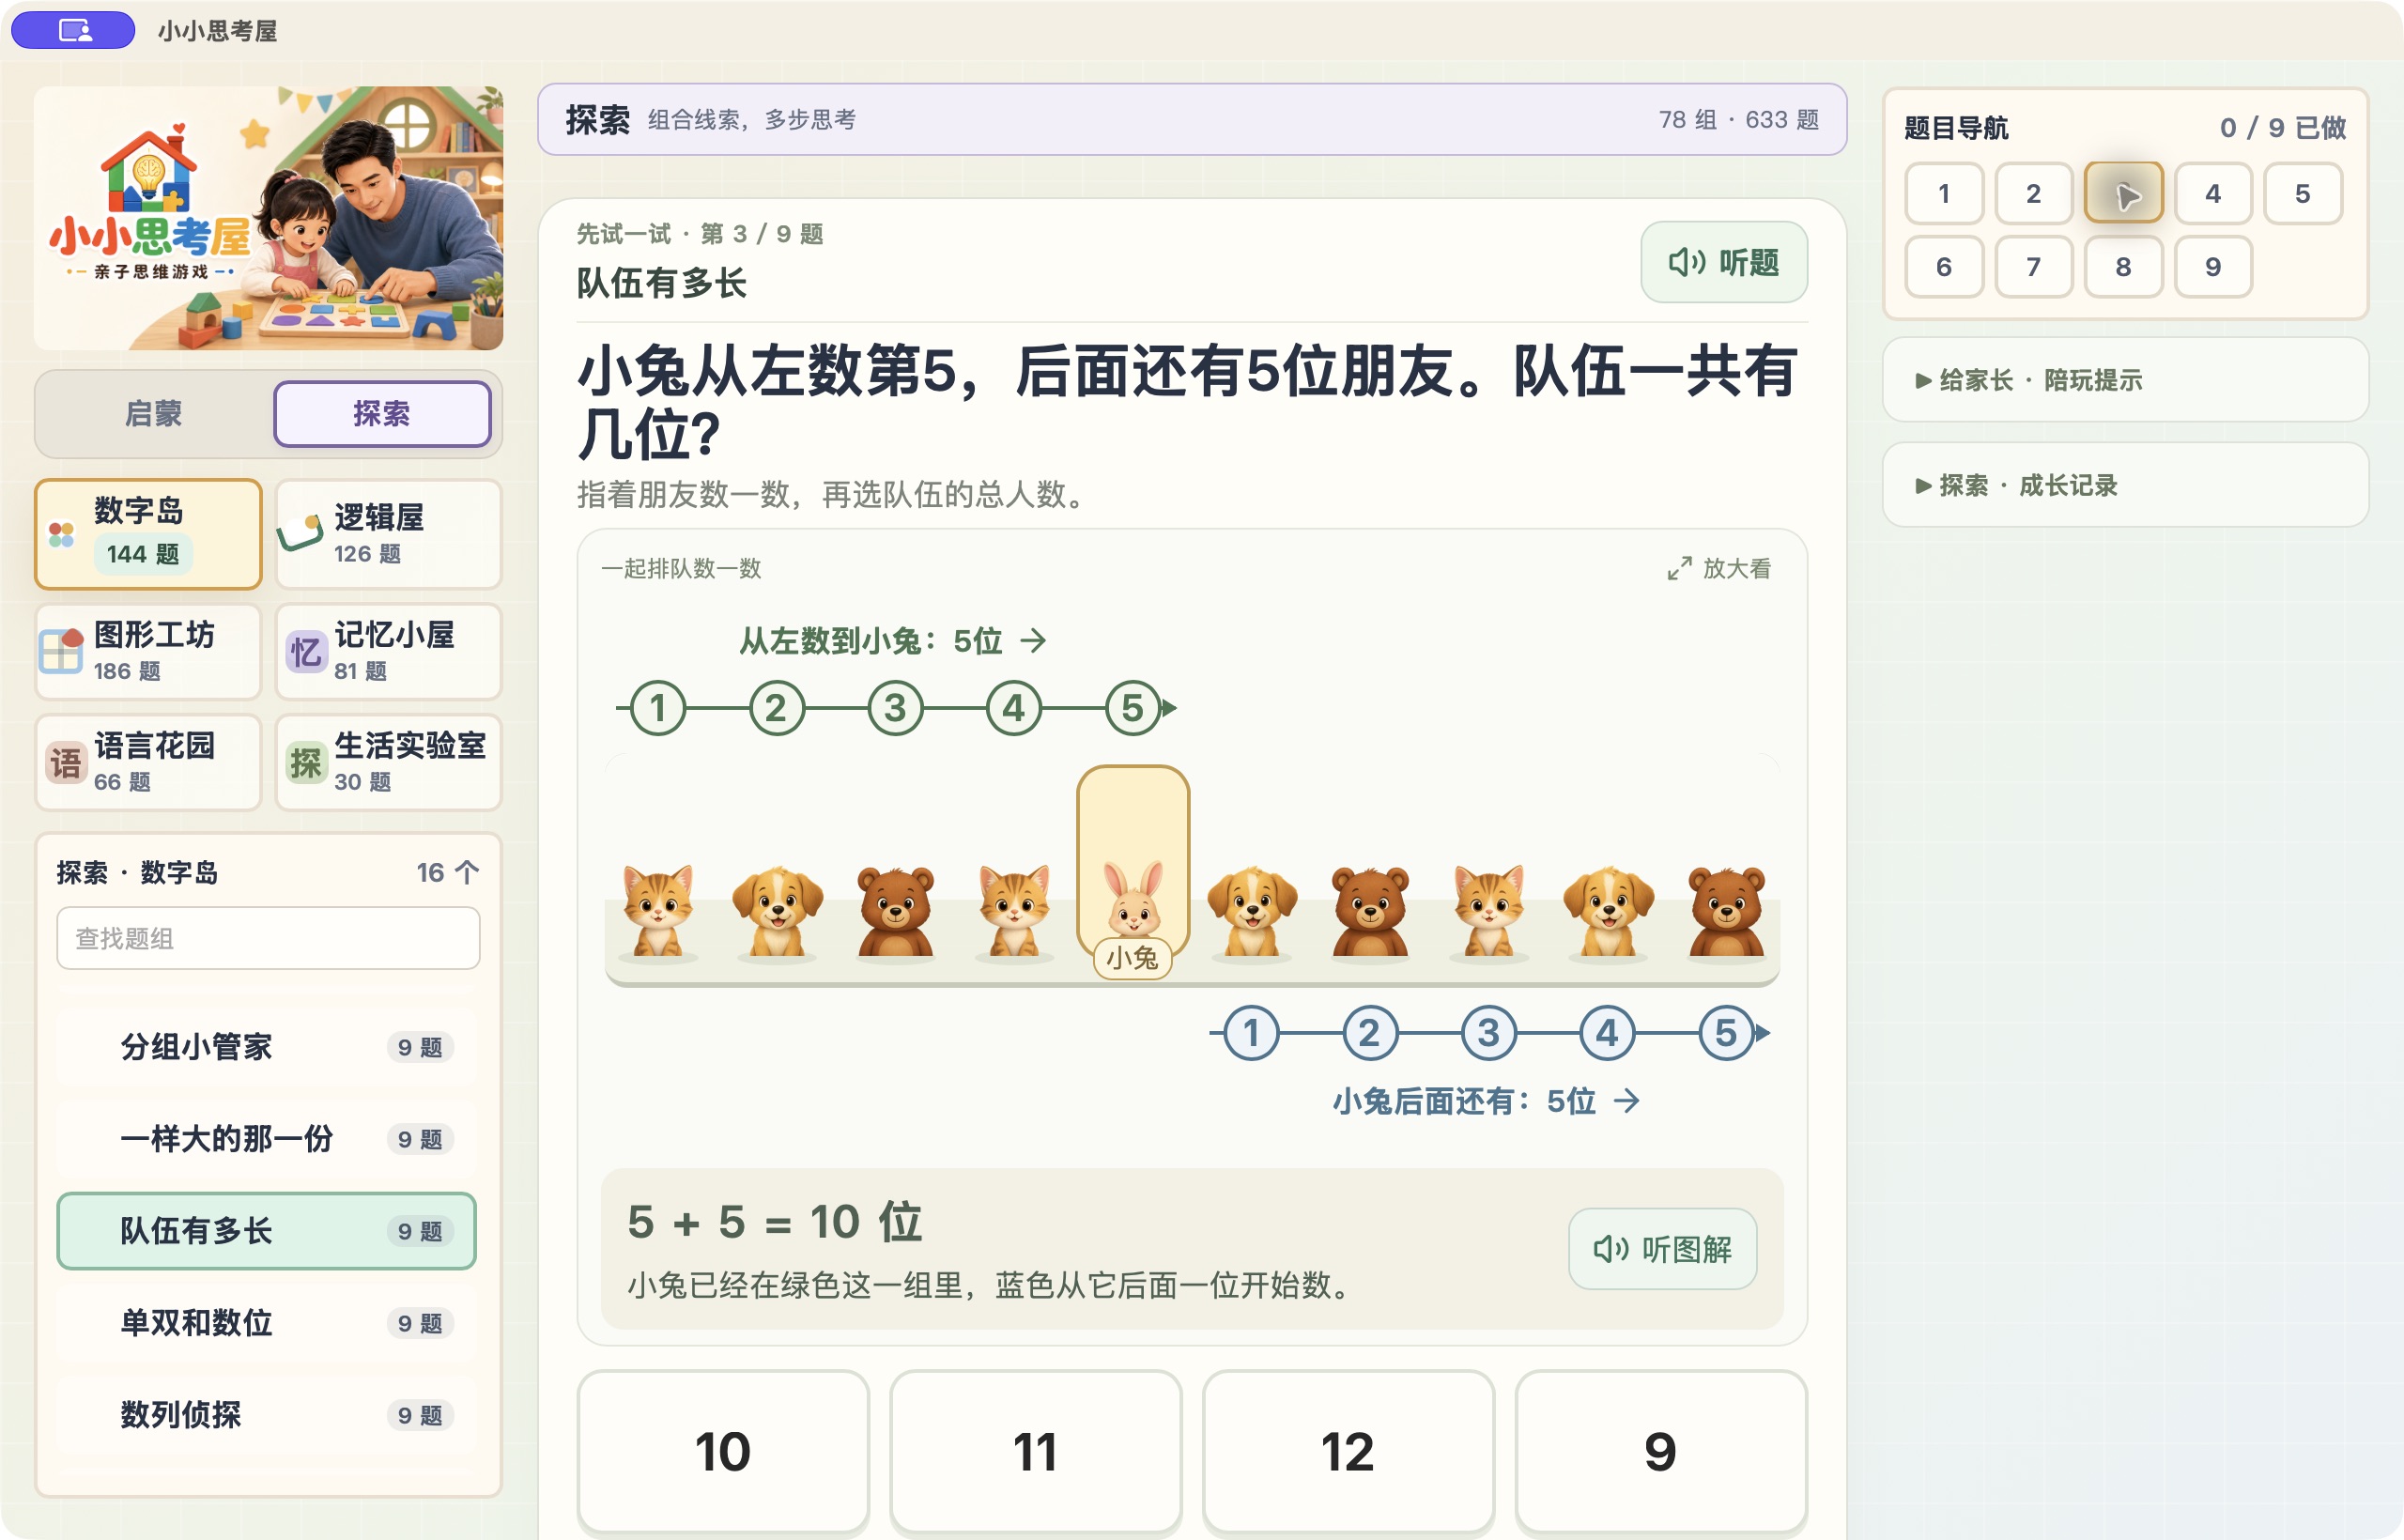 小小思考屋
小小思考屋
亲子思维游戏
启蒙
探索
数字岛
144 题
逻辑屋
126 题
图形工坊
186 题
忆
记忆小屋
81 题
语
语言花园
66 题
探
生活实验室
30 题
探索 · 数字岛
16 个
查找题组
分组小管家
9 题
一样大的那一份
9 题
队伍有多长
9 题
单双和数位
9 题
数列侦探
9 题
探索 组合线索，多步思考
78 组 · 633 题
先试一试 · 第 3 / 9 题
队伍有多长
听题
小兔从左数第5，后面还有5位朋友。队伍一共有
几位？
指着朋友数一数，再选队伍的总人数。
一起排队数一数
放大看
从左数到小兔：5位 →
1 2 3 4 5
小兔
1 2 3 4 5
小兔后面还有：5位 →
5 + 5 = 10 位
小兔已经在绿色这一组里，蓝色从它后面一位开始数。
听图解
10
11
12
9
题目导航
0 / 9 已做
1 2 4 5
6 7 8 9
给家长 · 陪玩提示
探索 · 成长记录